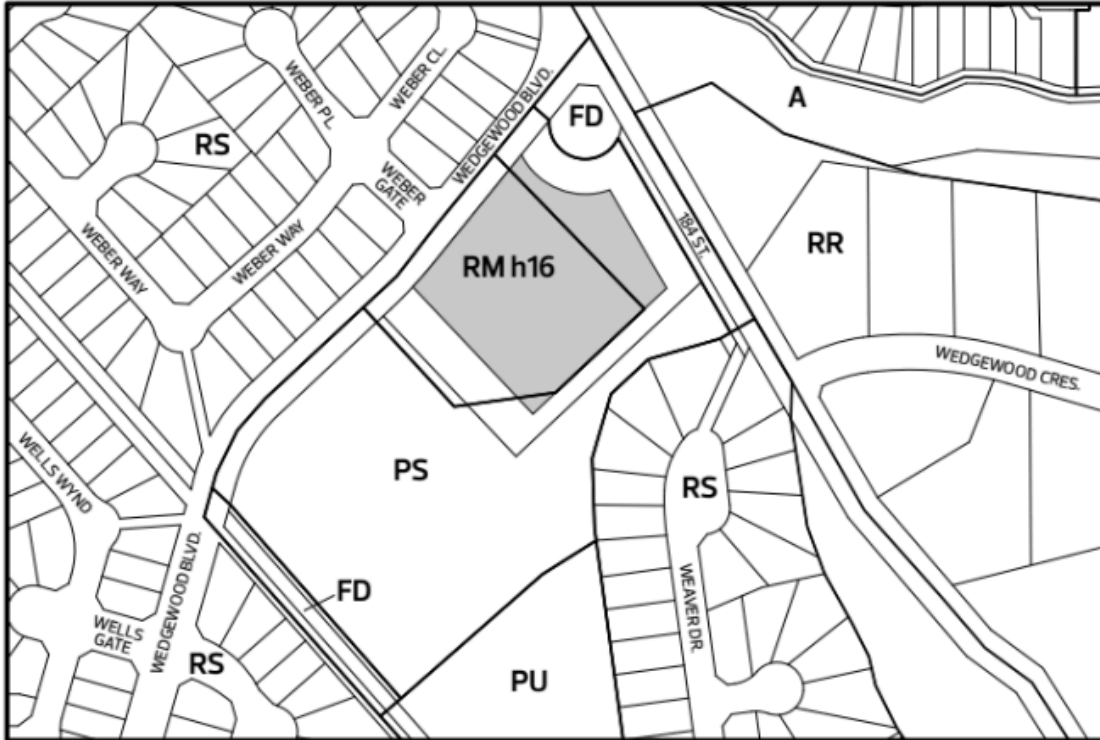 WEBER PL.
WEBER CL.
WEDGEWOOD BLVD.
FD
A
RS
WEBER
GATE
184 ST.
WEBER WAY
WEBER WAY
RM h16
RR
WEDGEWOOD CRES.
WELLS WYND
PS
RS
WEDGEWOOD BLVD.
FD
WEAVER DR.
WELLS
GATE
RS
PU